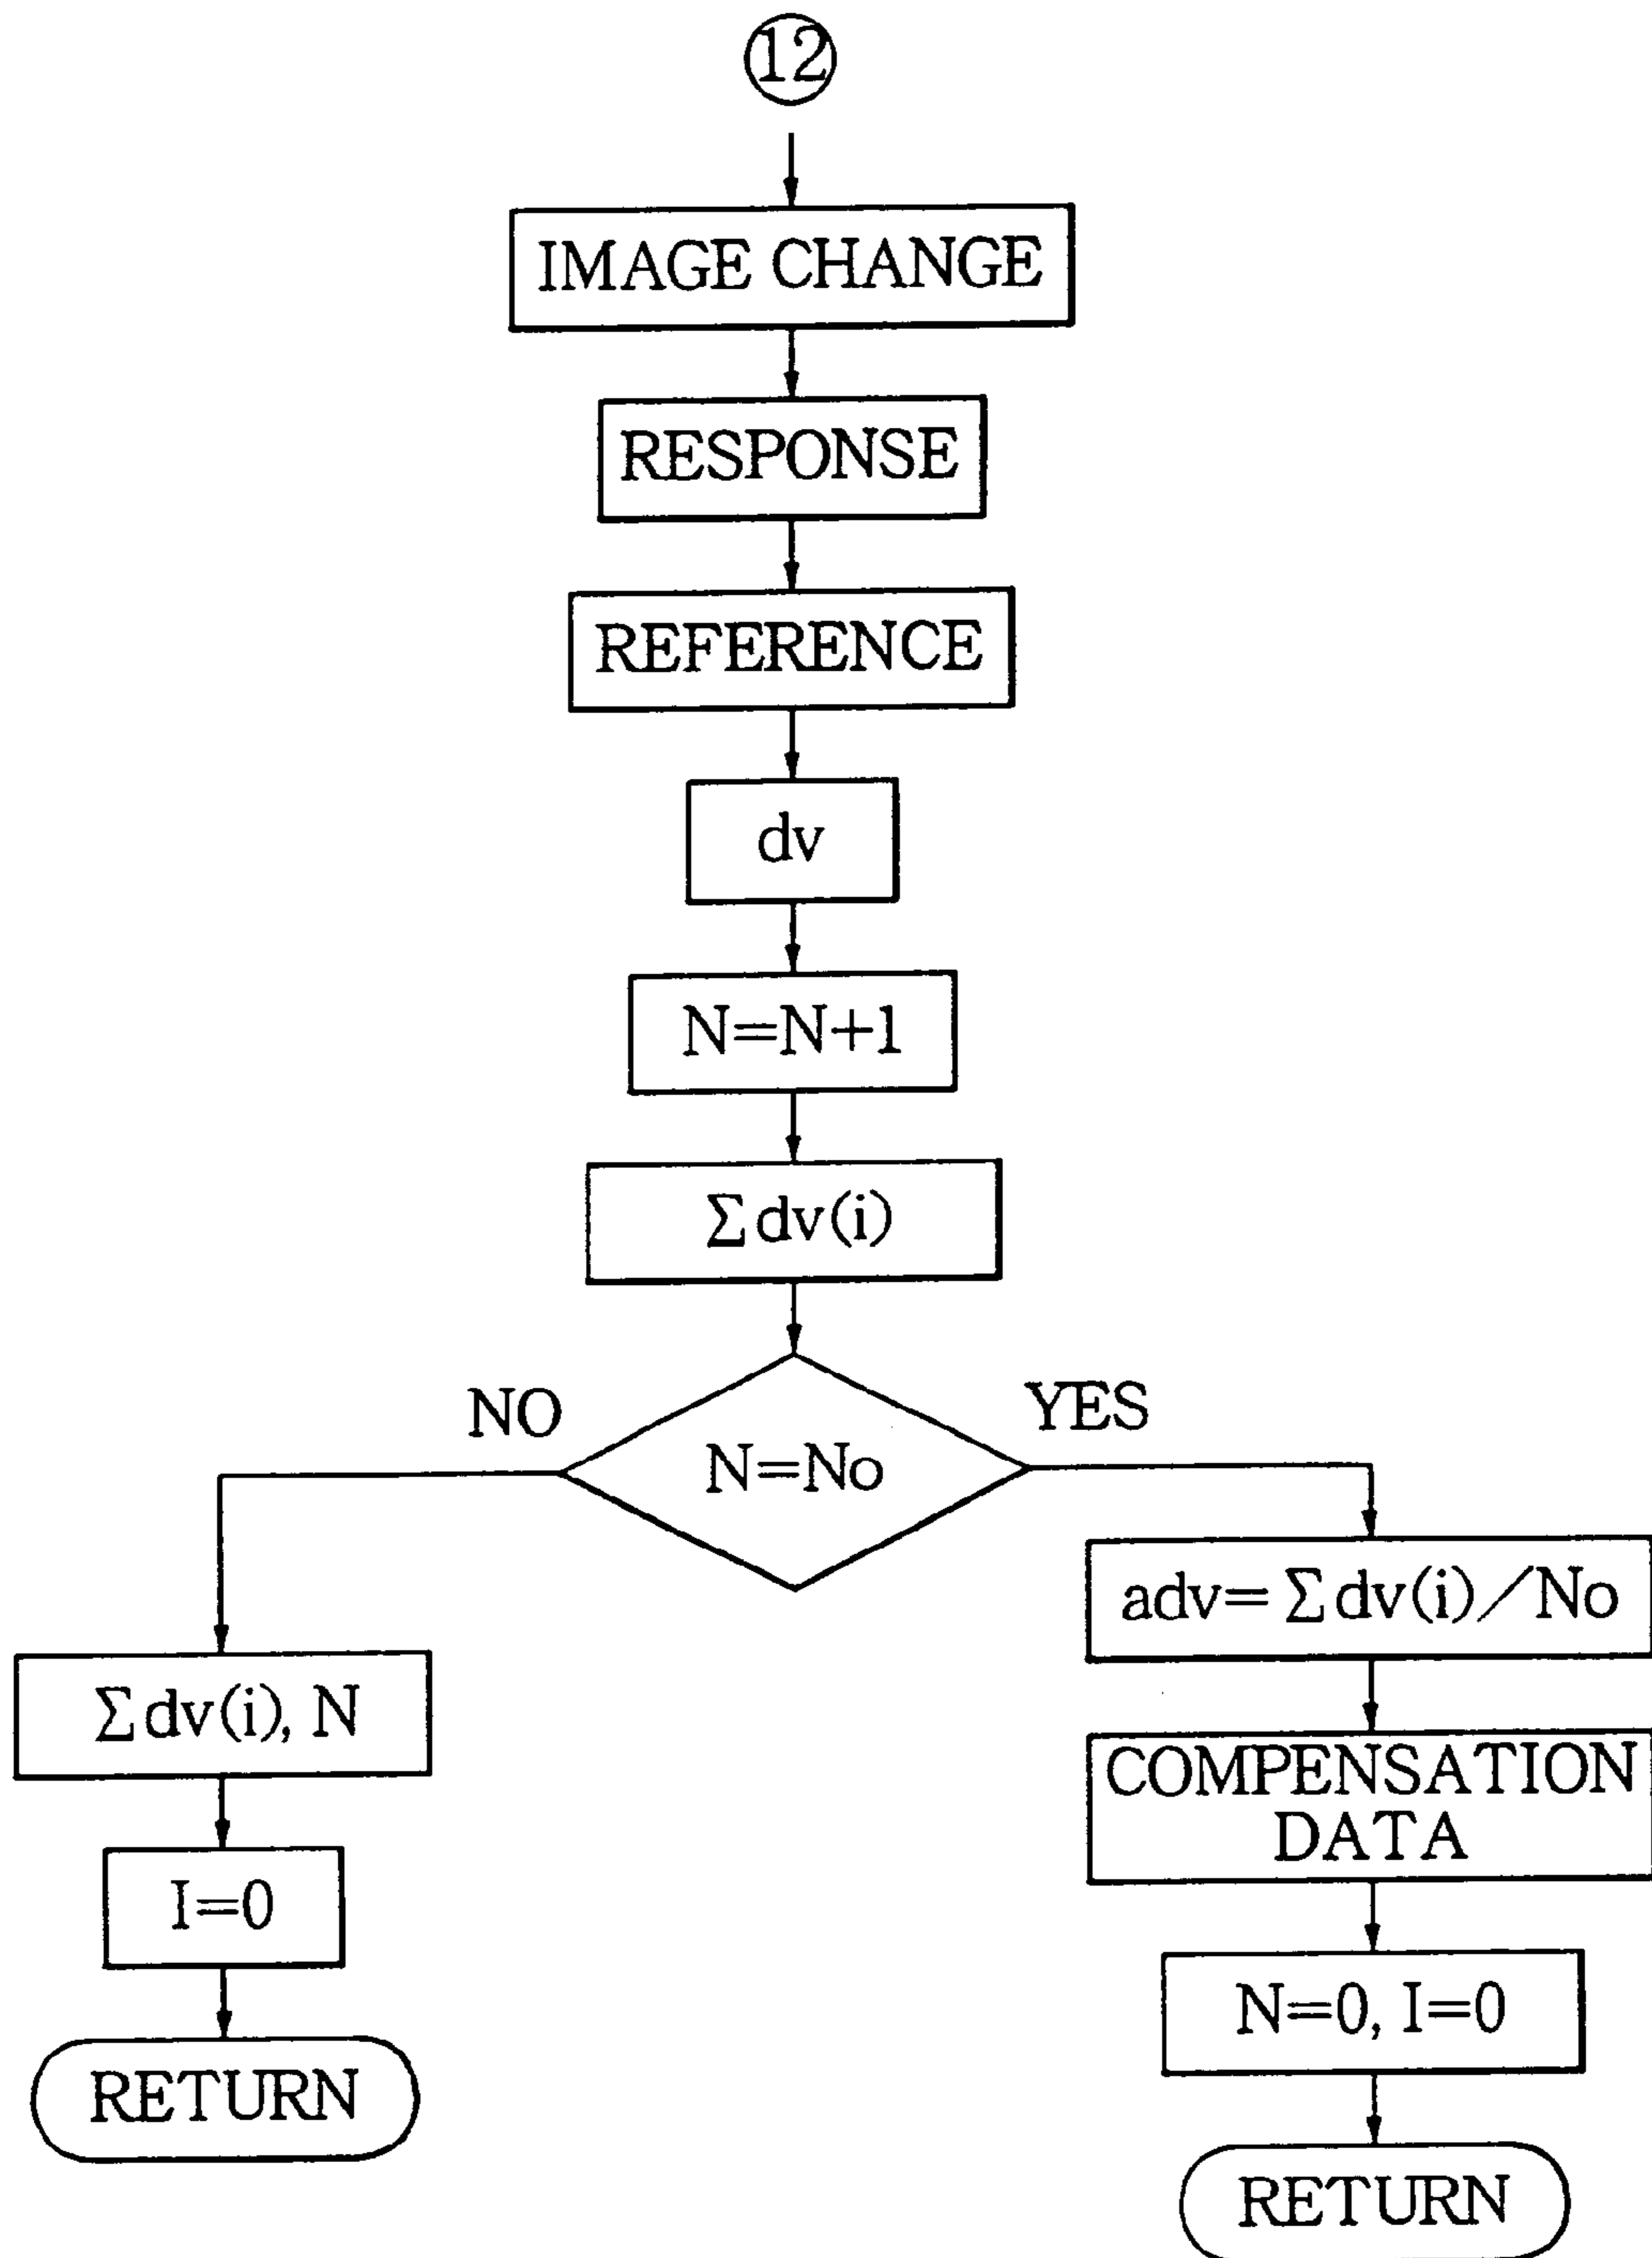 12
IMAGE CHANGE
RESPONSE
REFERENCE
dv
N=N+1
Σdv(i)
NO
YES
N=No
adv=Σdv(i)/No
Σdv(i), N
COMPENSATION
DATA
I=0
N=0, I=0
RETURN
RETURN